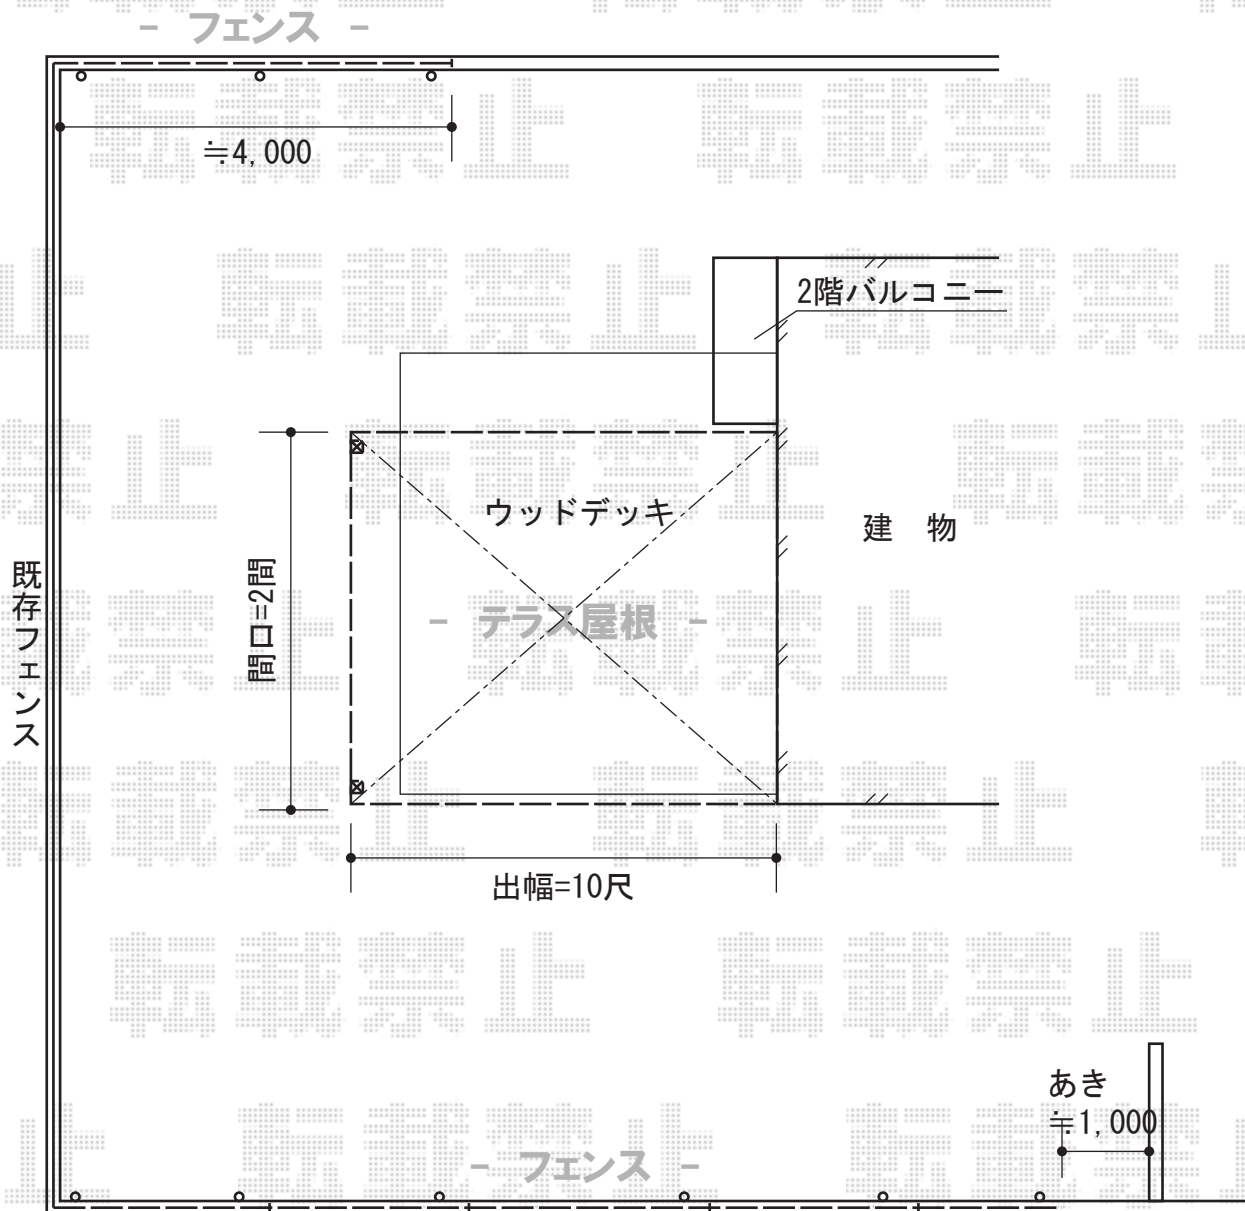 - フェンス -
≒4,000
2階バルコニー
ウッドデッキ
建 物
既存フェンス
間口=2間
- テラス屋根 -
出幅=10尺
あき
≒1,000
- フェンス -
転載禁止